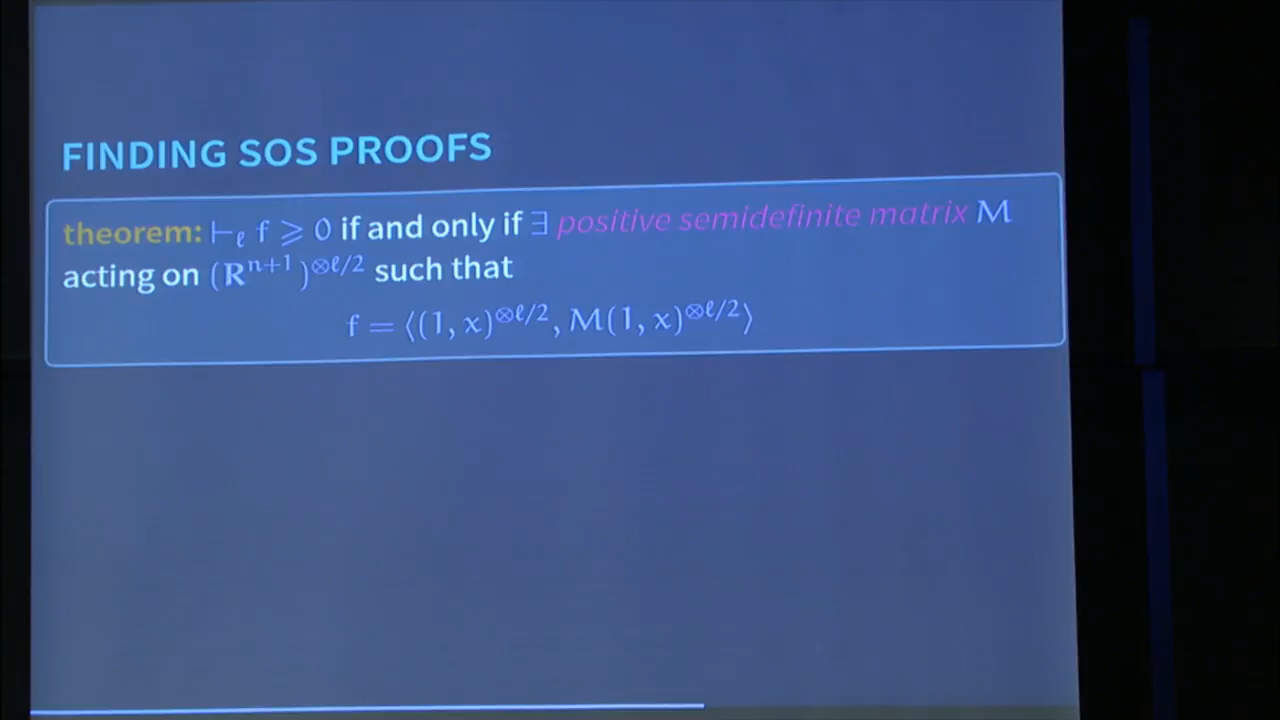 FINDING SOS PROOFS
theorem: ⊢ℓ f ⩾ 0 if and only if ∃ positive semidefinite matrix M
acting on (ℝⁿ⁺¹)^{⊗ℓ/2} such that
f = ⟨(1, x)^{⊗ℓ/2}, M(1, x)^{⊗ℓ/2}⟩